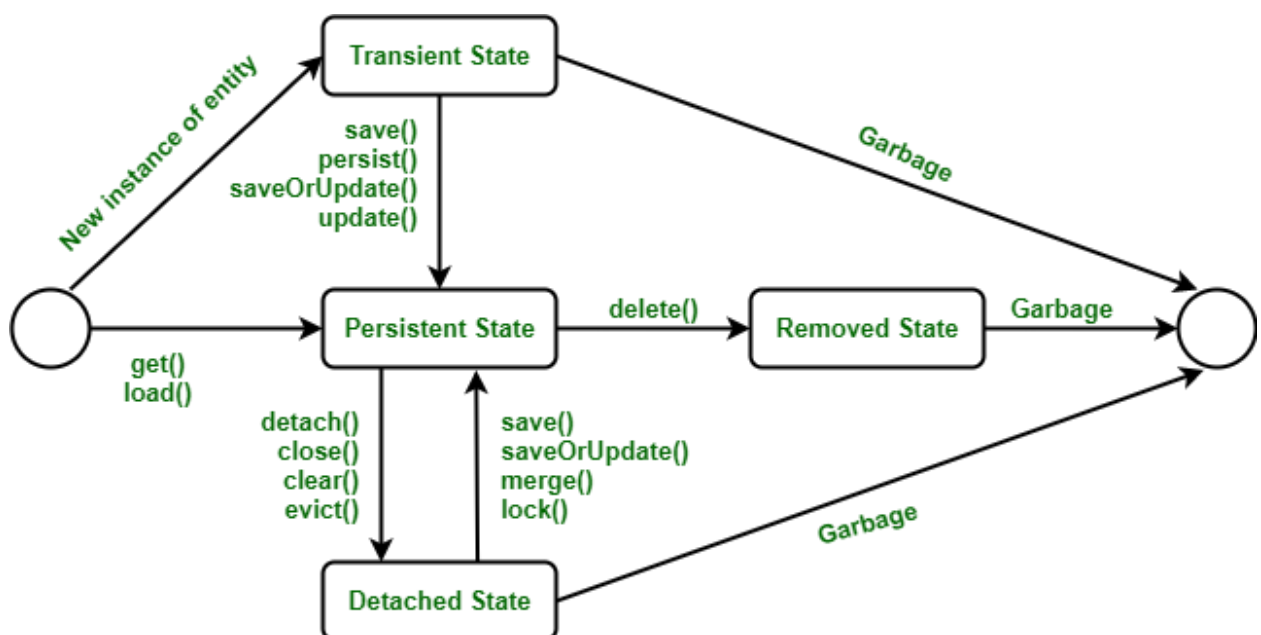 Transient State
New instance of entity
save()
persist()
saveOrUpdate()
update()
Garbage
Persistent State
delete()
Removed State
Garbage
get()
load()
detach()
close()
clear()
evict()
save()
saveOrUpdate()
merge()
lock()
Garbage
Detached State